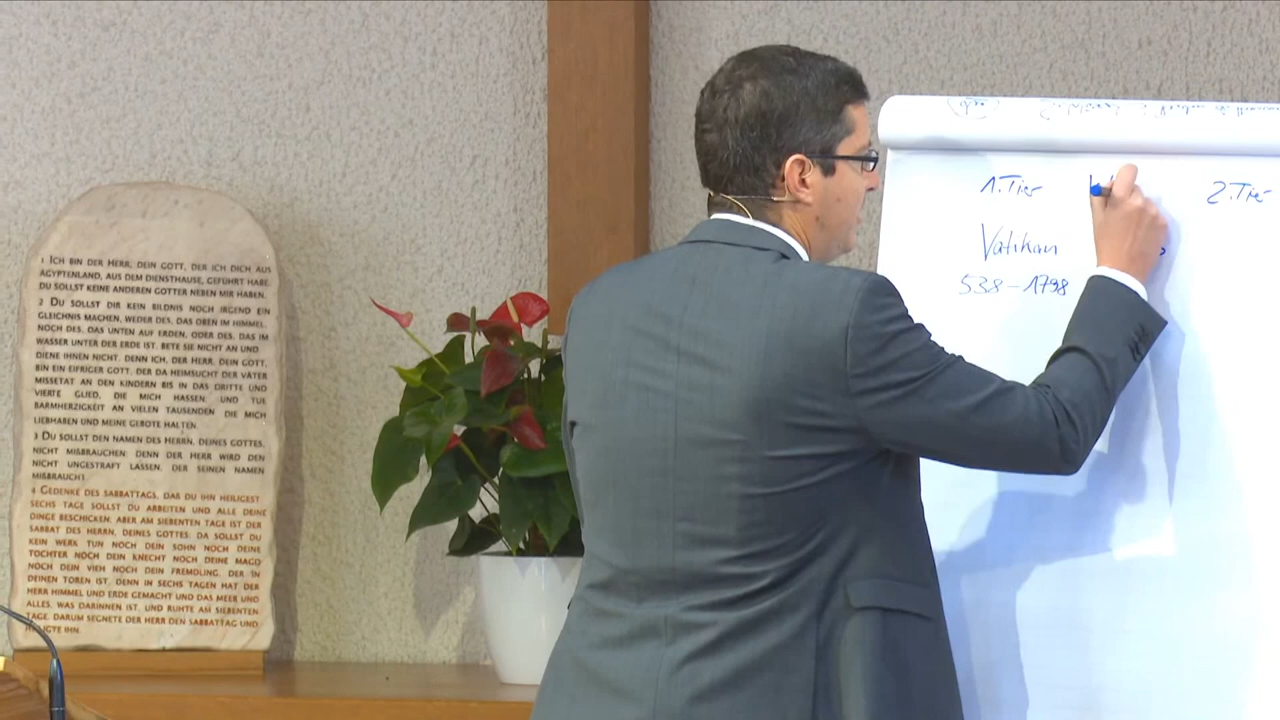 1 ICH BIN DER HERR, DEIN GOTT, DER ICH DICH AUS
ÄGYPTENLAND, AUS DEM DIENSTHAUSE, GEFÜHRT HABE.
DU SOLLST KEINE ANDEREN GÖTTER NEBEN MIR HABEN.
2 DU SOLLST DIR KEIN BILDNIS NOCH IRGEND EIN
GLEICHNIS MACHEN, WEDER DES, DAS OBEN IM HIMMEL,
NOCH DES, DAS UNTEN AUF ERDEN, ODER DES, DAS IM
WASSER UNTER DER ERDE IST. BETE SIE NICHT AN UND
DIENE IHNEN NICHT. DENN ICH, DER HERR, DEIN GOTT,
BIN EIN EIFRIGER GOTT, DER DA HEIMSUCHT DER VÄTER
MISSETAT AN DEN KINDERN BIS IN DAS DRITTE UND
VIERTE GLIED, DIE MICH HASSEN; UND TUE
BARMHERZIGKEIT AN VIELEN TAUSENDEN, DIE MICH
LIEBHABEN UND MEINE GEBOTE HALTEN.
3 DU SOLLST DEN NAMEN DES HERRN, DEINES GOTTES,
NICHT MIßBRAUCHEN; DENN DER HERR WIRD DEN
NICHT UNGESTRAFT LASSEN, DER SEINEN NAMEN
MIßBRAUCHT.
4 GEDENKE DES SABBATTAGS, DAß DU IHN HEILIGEST.
SECHS TAGE SOLLST DU ARBEITEN UND ALLE DEINE
DINGE BESCHICKEN; ABER AM SIEBENTEN TAGE IST DER
SABBAT DES HERRN, DEINES GOTTES; DA SOLLST DU
KEIN WERK TUN NOCH DEIN SOHN NOCH DEINE
TOCHTER NOCH DEIN KNECHT NOCH DEINE MAGD
NOCH DEIN VIEH NOCH DEIN FREMDLING, DER IN
DEINEN TOREN IST. DENN IN SECHS TAGEN HAT DER
HERR HIMMEL UND ERDE GEMACHT UND DAS MEER UND
ALLES, WAS DARINNEN IST, UND RUHTE AM SIEBENTEN
TAGE. DARUM SEGNETE DER HERR DEN SABBATTAG UND
HEILIGTE IHN.
1. Tier 2. Tie
Vatikan
538 – 1798